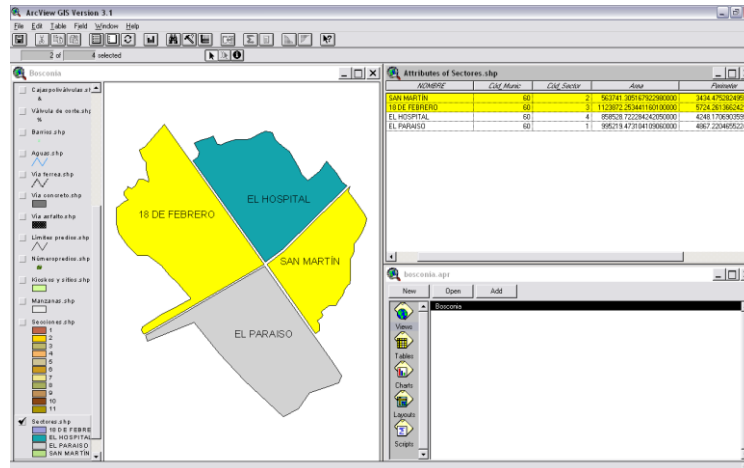 ArcView GIS Version 3.1
File Edit Table Field Window Help
2 of 4 selected
Bosconia
Cajaspoliválvulas.st
Válvula de corte.shp
Barrios.shp
Aguas.shp
Vía ferrea.shp
Vía concreto.shp
Vía asfalto.shp
Límites predios.shp
Númeropredios.shp
Kioskos y sitios.shp
Manzanas.shp
Secciones.shp
1
2
3
4
5
6
7
8
9
10
11
Sectores.shp
18 DE FEBRE
EL HOSPITAL
EL PARAISO
SAN MARTÍN
EL HOSPITAL
18 DE FEBRERO
SAN MARTÍN
EL PARAISO
Attributes of Sectores.shp
NOMBRE Cód_Munic Cód_Sector Area Perimeter
SAN MARTÍN 60 2 563741.305167922980000 3434.475282495
18 DE FEBRERO 60 3 1123872.253441160100000 5724.261366242
EL HOSPITAL 60 4 858528.722284242050000 4248.170690359
EL PARAISO 60 1 995219.473104109060000 4867.220465522
bosconia.apr
New Open Add
Bosconia
Views
Tables
Charts
Layouts
Scripts